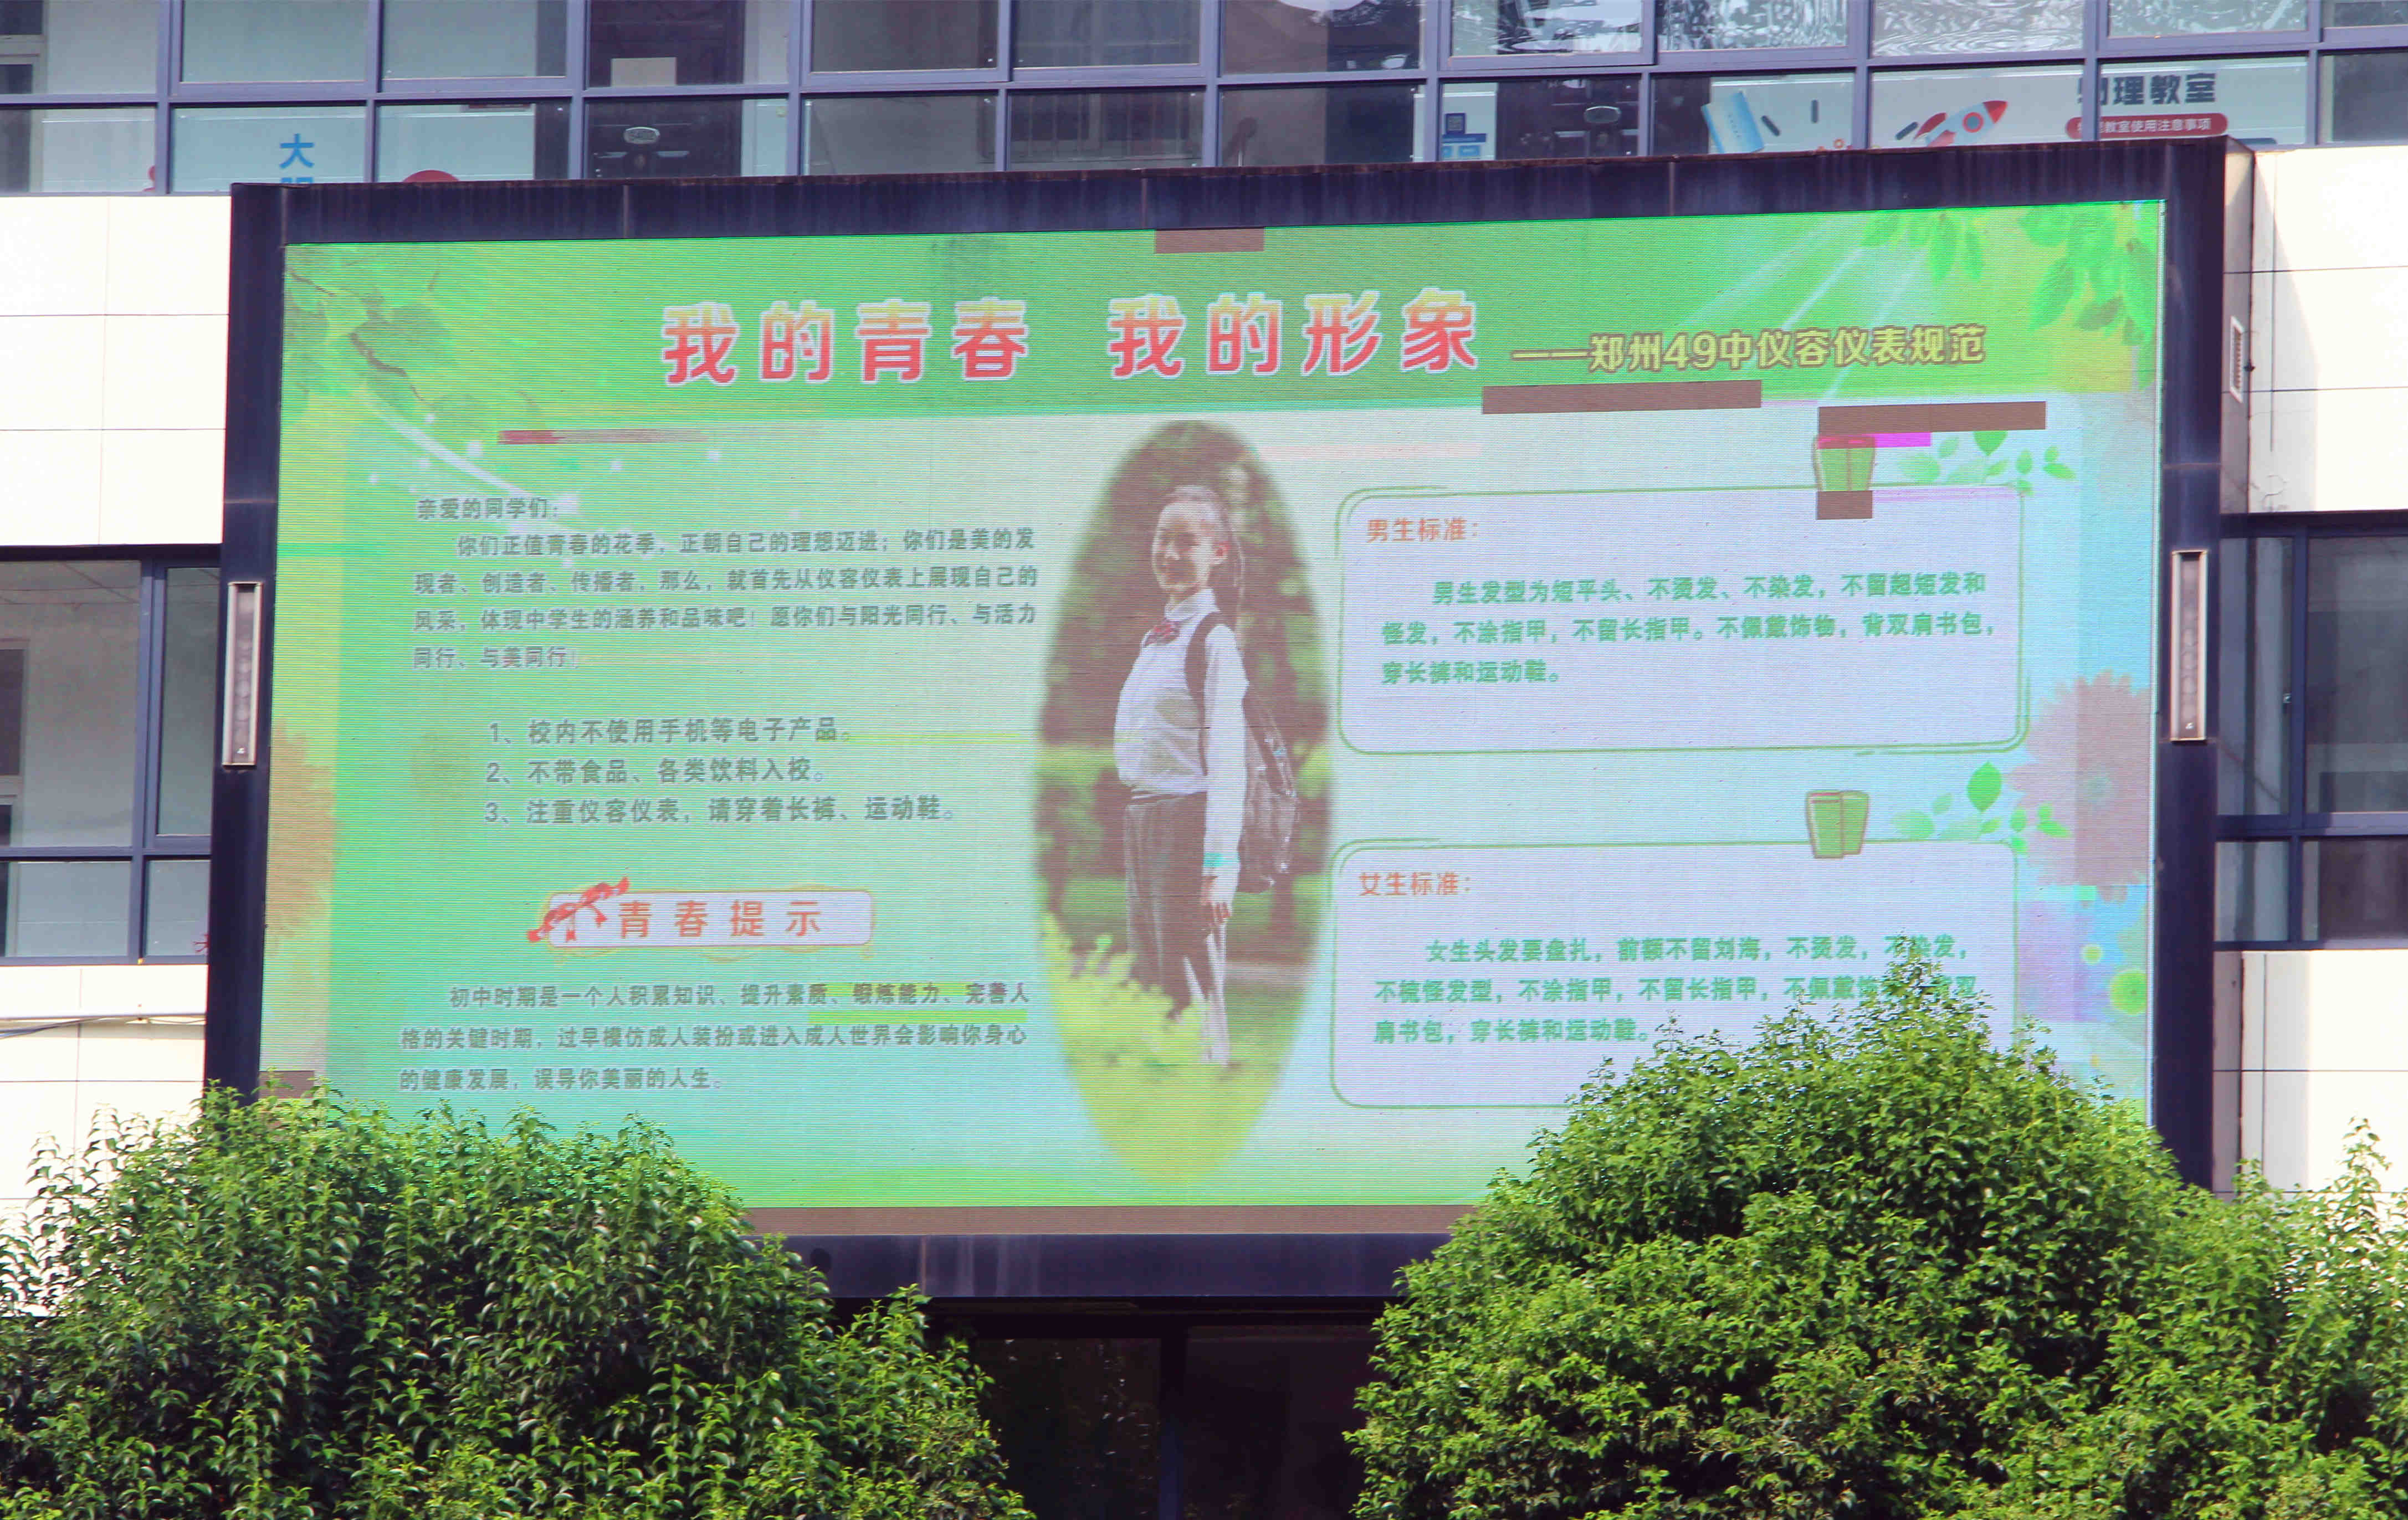 大
理教室
教室使用注意事项
我的青春 我的形象
——郑州49中仪容仪表规范
亲爱的同学们：
你们正值青春的花季，正朝自己的理想迈进；你们是美的发
现者、创造者、传播者，那么，就首先从仪容仪表上展现自己的
风采，体现中学生的涵养和品味吧！愿你们与阳光同行、与活力
同行、与美同行！
1、校内不使用手机等电子产品。
2、不带食品、各类饮料入校。
3、注重仪容仪表，请穿着长裤、运动鞋。
青春提示
初中时期是一个人积累知识、提升素质、锻炼能力、完善人
格的关键时期，过早模仿成人装扮或进入成人世界会影响你身心
的健康发展，误导你美丽的人生。
男生标准：
男生发型为短平头、不烫发、不染发，不留超短发和
怪发，不涂指甲，不留长指甲。不佩戴饰物，背双肩书包，
穿长裤和运动鞋。
女生标准：
女生头发要盘扎，前额不留刘海，不烫发，不染发，
不梳怪发型，不涂指甲，不留长指甲，不佩戴饰 背双
肩书包，穿长裤和运动鞋。